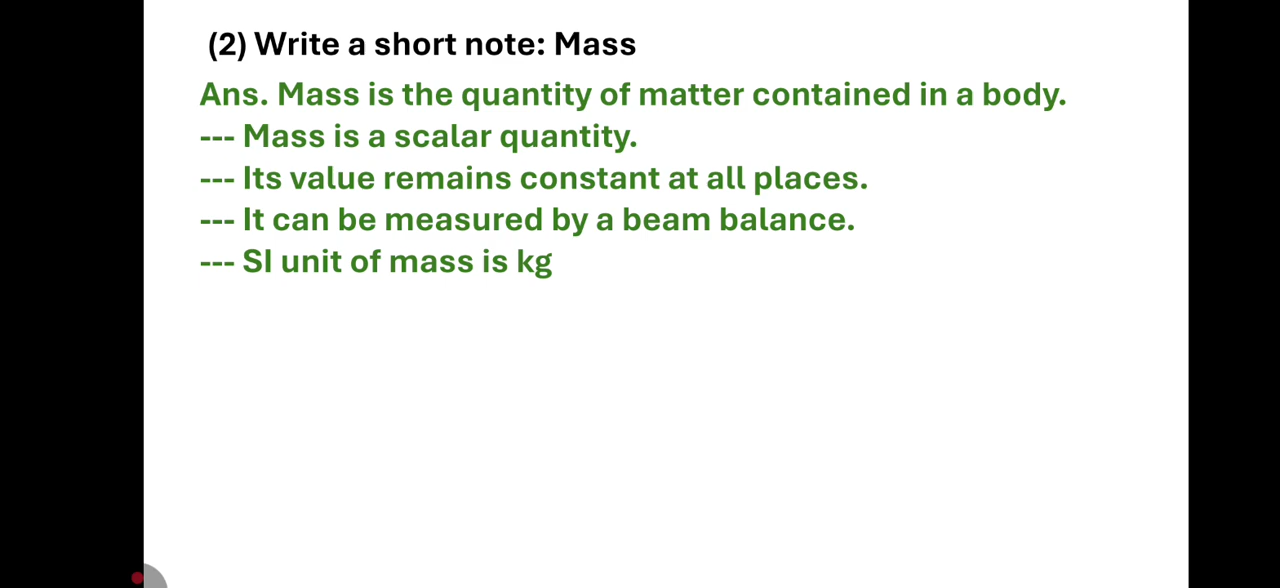 (2) Write a short note: Mass
Ans. Mass is the quantity of matter contained in a body.
--- Mass is a scalar quantity.
--- Its value remains constant at all places.
--- It can be measured by a beam balance.
--- SI unit of mass is kg